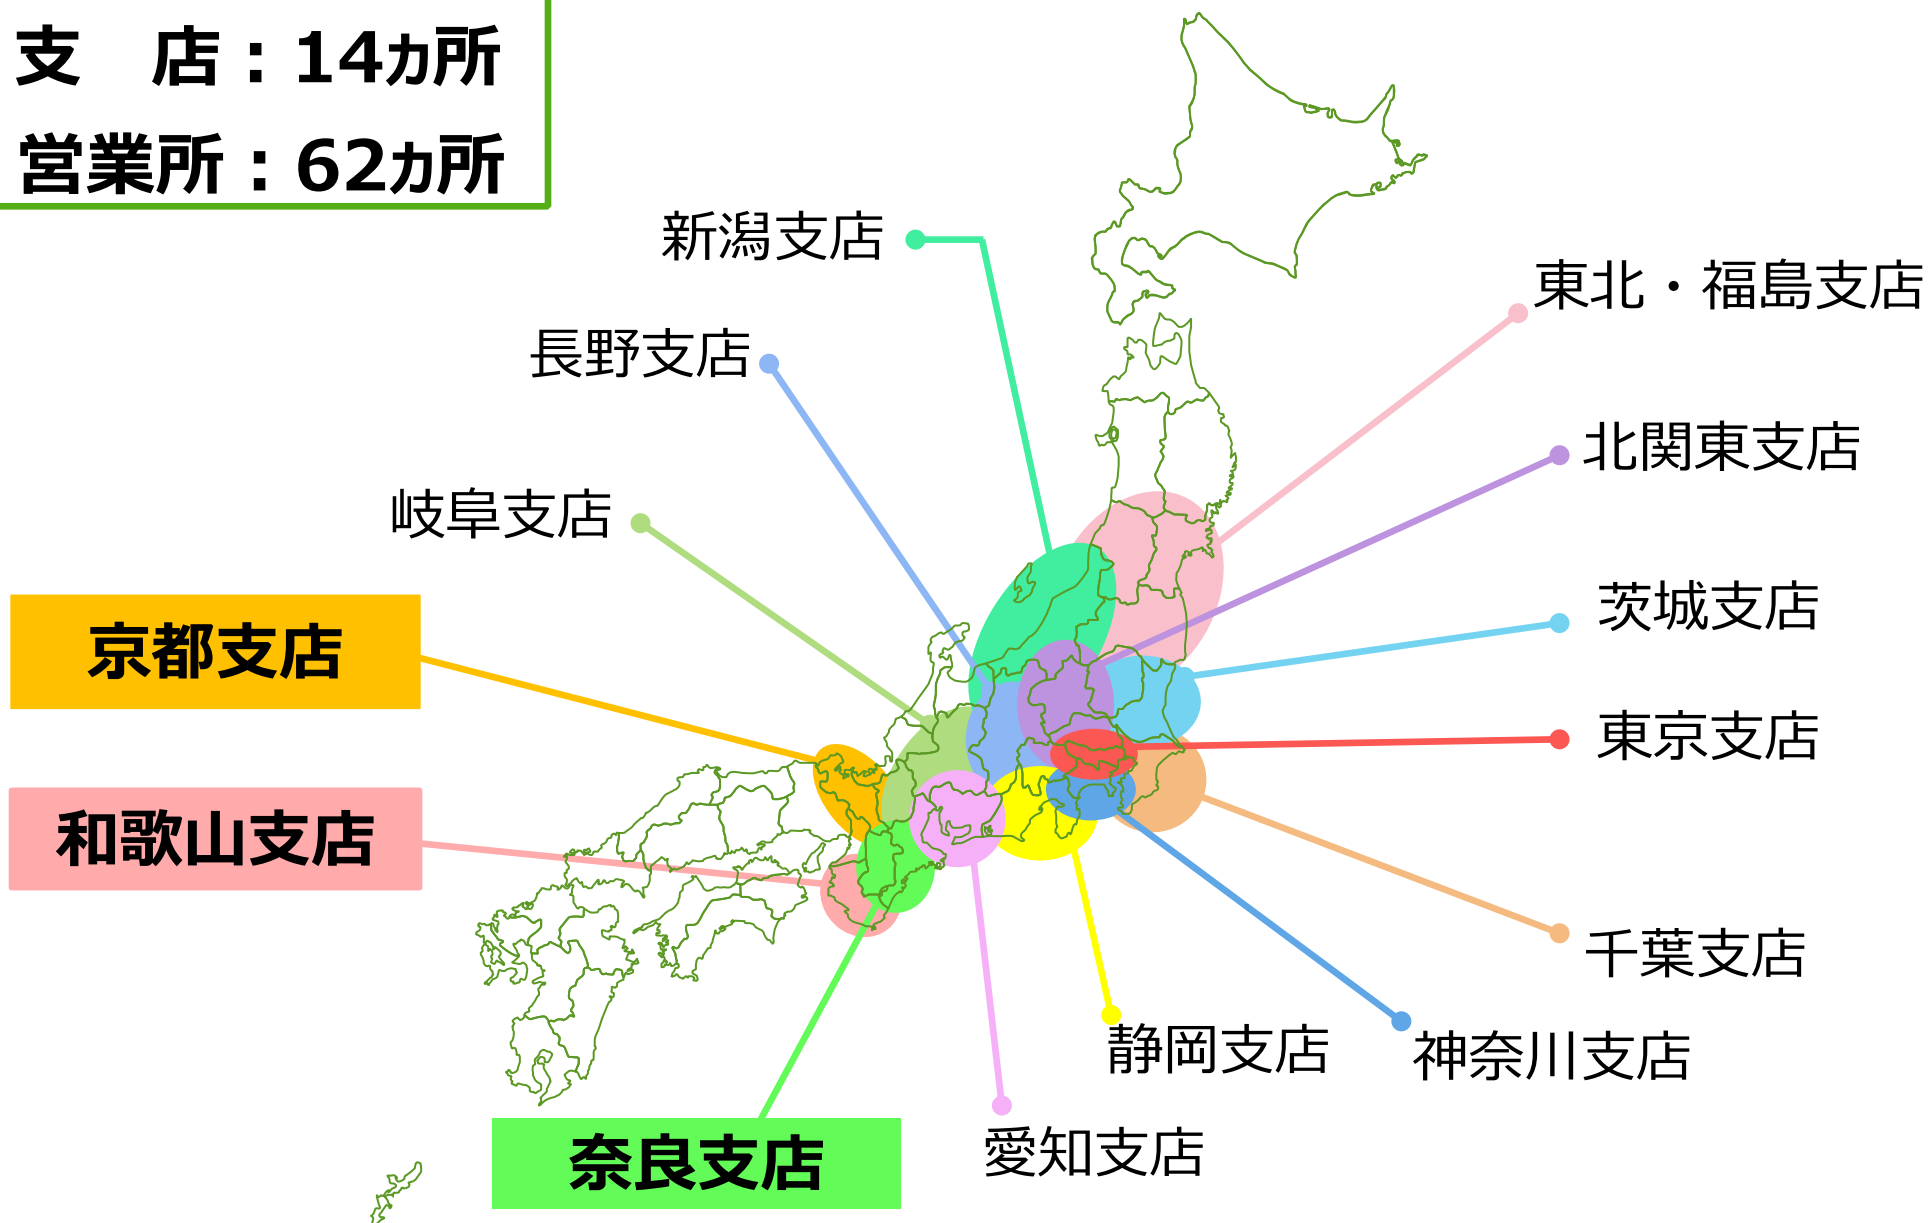 支　店：14ヵ所
営業所：62ヵ所
新潟支店
東北・福島支店
長野支店
北関東支店
岐阜支店
茨城支店
京都支店
東京支店
和歌山支店
千葉支店
静岡支店
神奈川支店
愛知支店
奈良支店